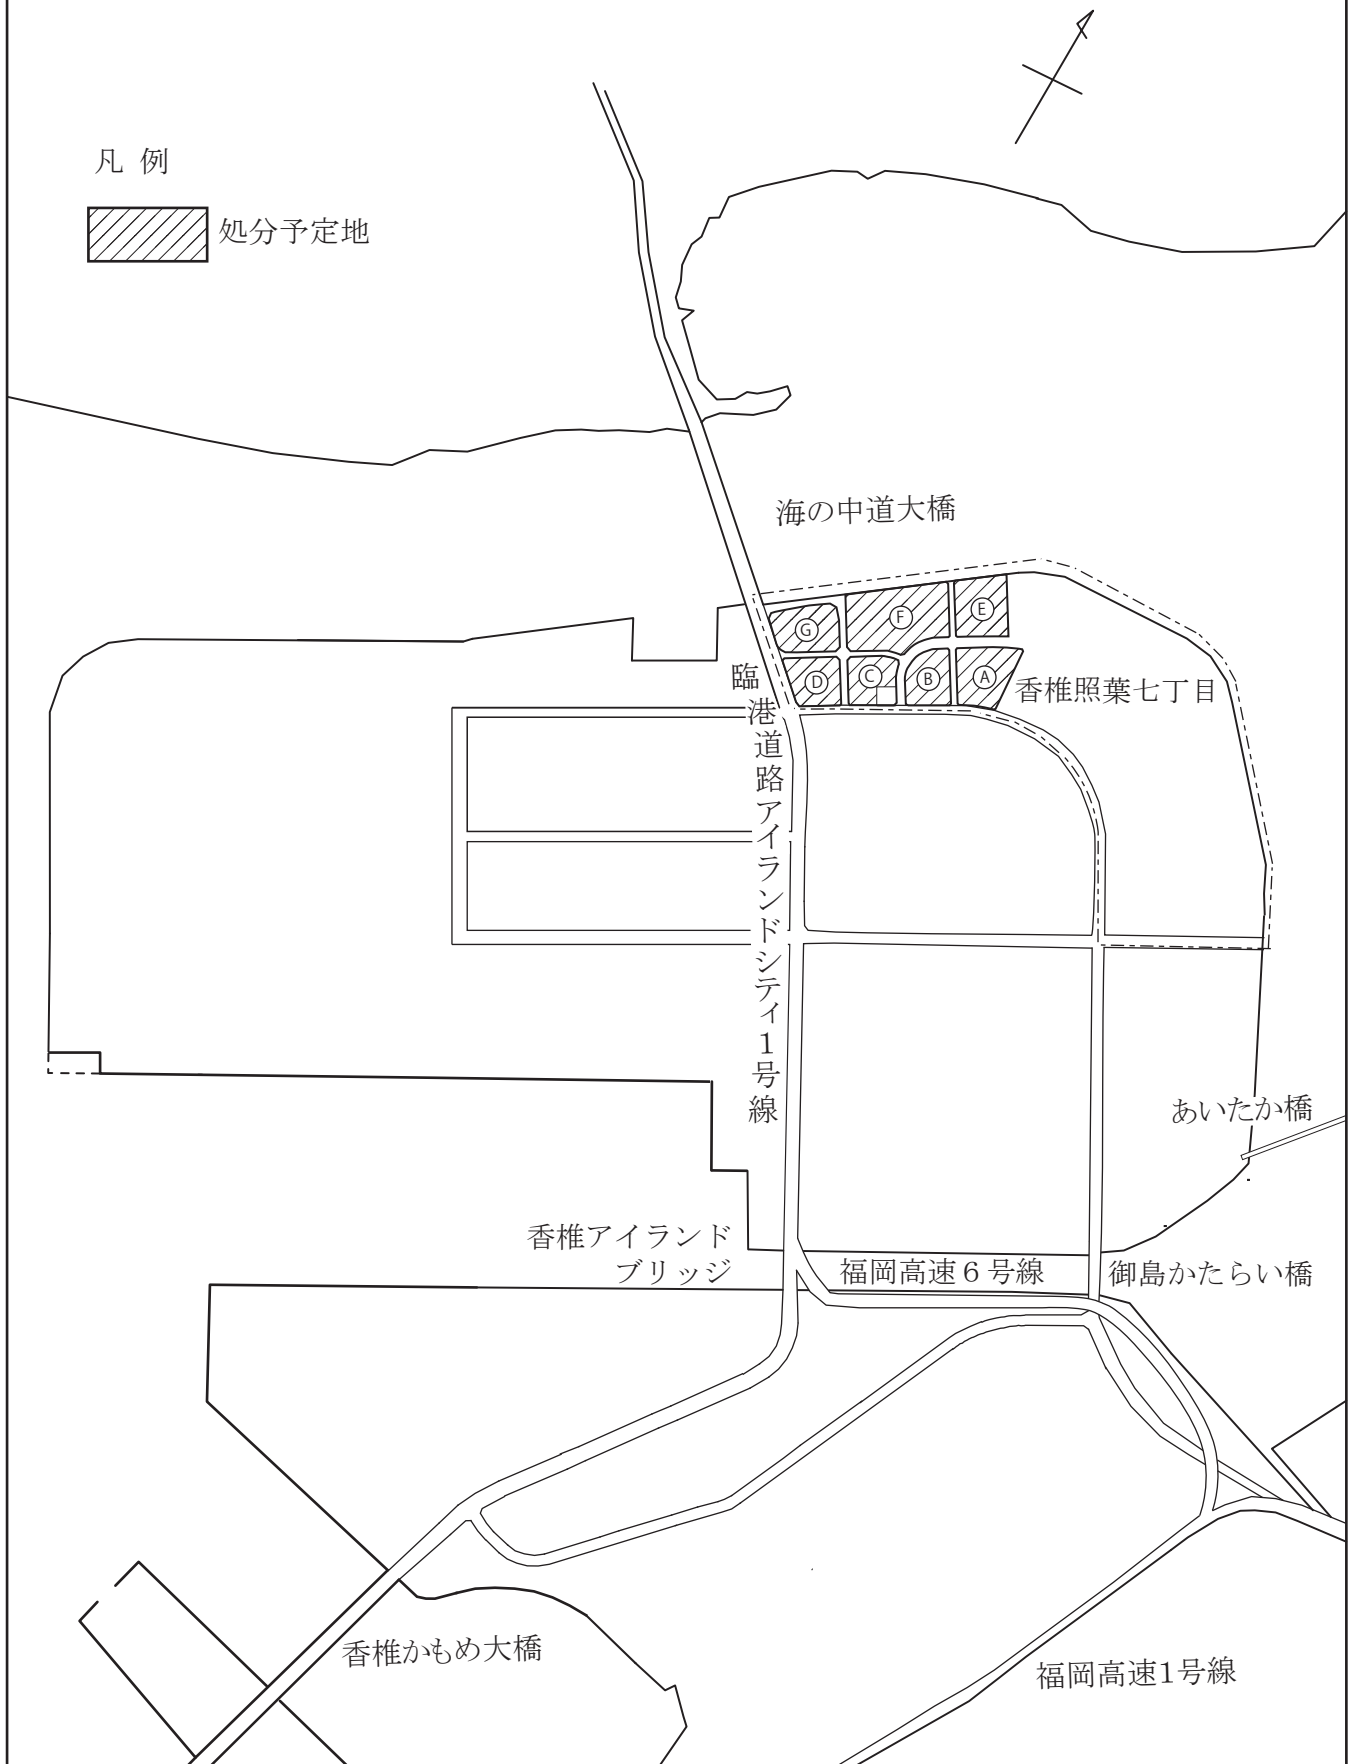 凡 例
処分予定地
海の中道大橋
E
F
G
A
B
C
D
香椎照葉七丁目
臨港道路アイランドシティ1号線
あいたか橋
香椎アイランド
ブリッジ
福岡高速6号線
御島かたらい橋
香椎かもめ大橋
福岡高速1号線